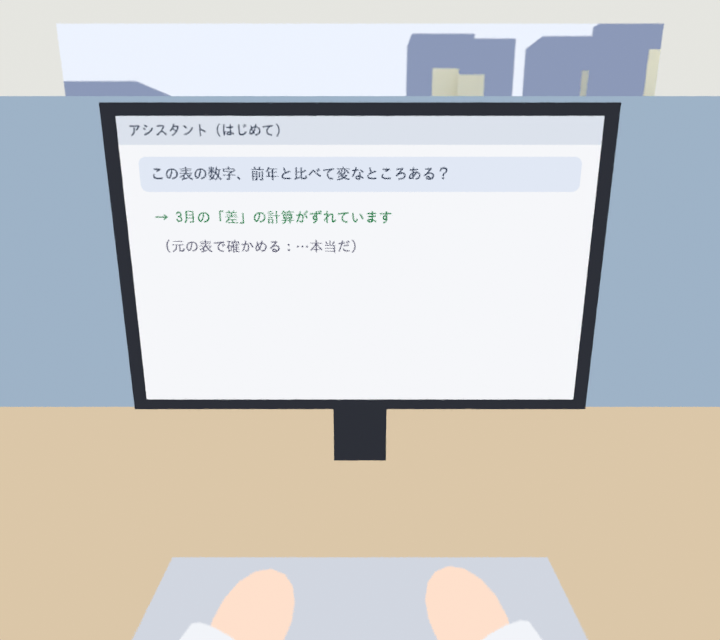 アシスタント（はじめて）
この表の数字、前年と比べて変なところある？
→ 3月の「差」の計算がずれています
（元の表で確かめる：…本当だ）